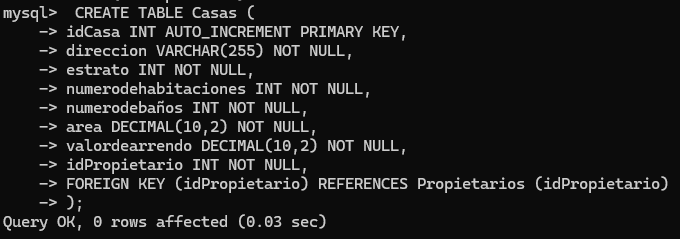 mysql>  CREATE TABLE Casas (
    -> idCasa INT AUTO_INCREMENT PRIMARY KEY,
    -> direccion VARCHAR(255) NOT NULL,
    -> estrato INT NOT NULL,
    -> numerodehabitaciones INT NOT NULL,
    -> numerodebaños INT NOT NULL,
    -> area DECIMAL(10,2) NOT NULL,
    -> valordearrendo DECIMAL(10,2) NOT NULL,
    -> idPropietario INT NOT NULL,
    -> FOREIGN KEY (idPropietario) REFERENCES Propietarios (idPropietario)
    -> );
Query OK, 0 rows affected (0.03 sec)